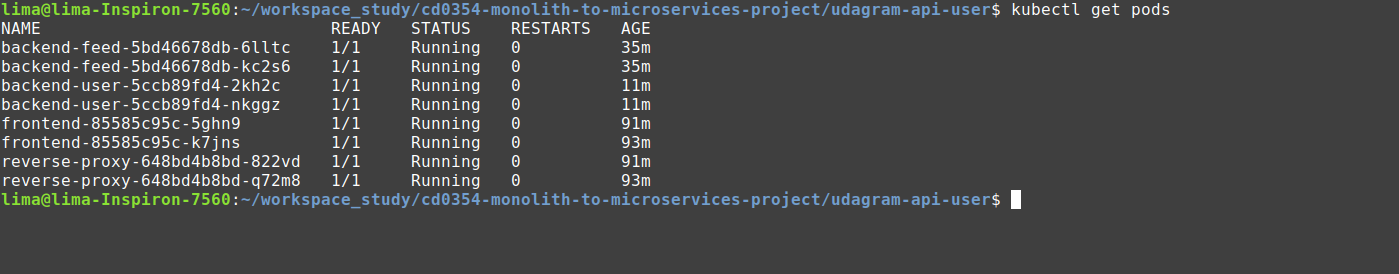 lima@lima-Inspiron-7560:~/workspace_study/cd0354-monolith-to-microservices-project/udagram-api-user$ kubectl get pods
NAME                             READY   STATUS    RESTARTS   AGE
backend-feed-5bd46678db-6lltc    1/1     Running   0          35m
backend-feed-5bd46678db-kc2s6    1/1     Running   0          35m
backend-user-5ccb89fd4-2kh2c     1/1     Running   0          11m
backend-user-5ccb89fd4-nkggz     1/1     Running   0          11m
frontend-85585c95c-5ghn9         1/1     Running   0          91m
frontend-85585c95c-k7jns         1/1     Running   0          93m
reverse-proxy-648bd4b8bd-822vd   1/1     Running   0          91m
reverse-proxy-648bd4b8bd-q72m8   1/1     Running   0          93m
lima@lima-Inspiron-7560:~/workspace_study/cd0354-monolith-to-microservices-project/udagram-api-user$